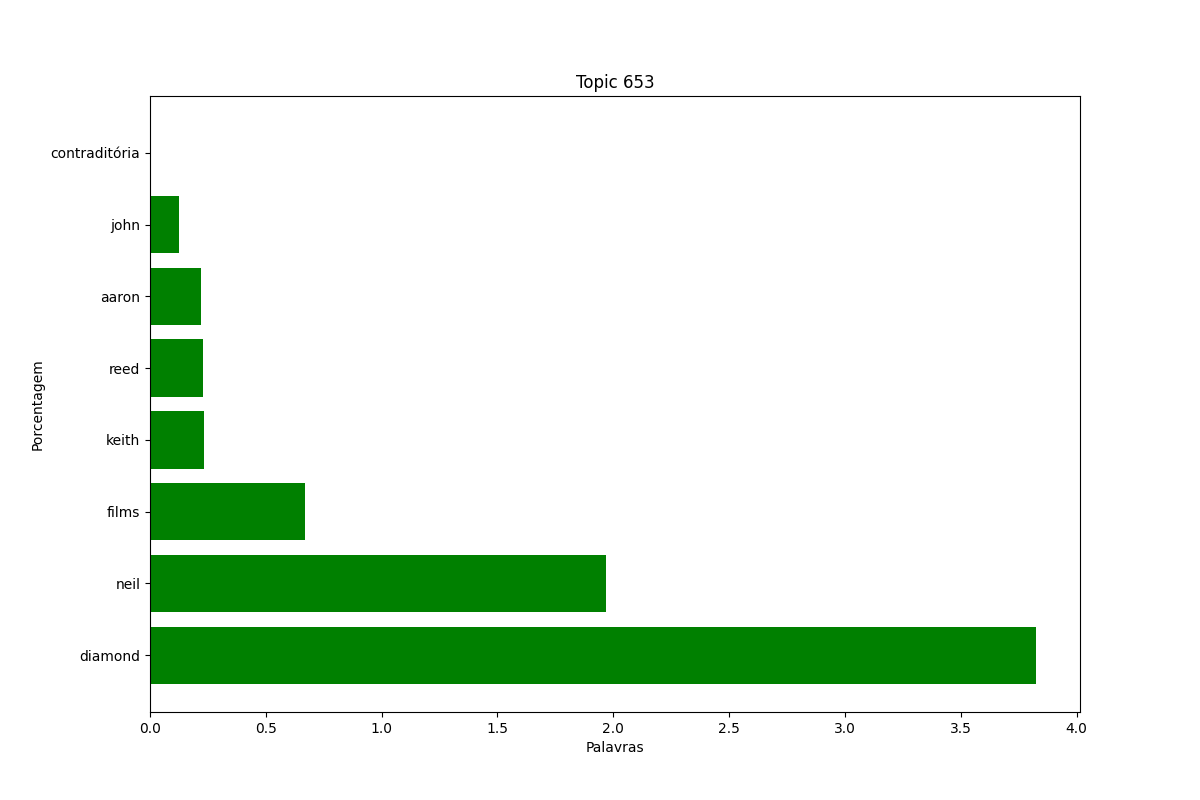 Topic 653
contraditória
john
aaron
reed
keith
films
neil
diamond
Porcentagem
0.0 0.5 1.0 1.5 2.0 2.5 3.0 3.5 4.0
Palavras